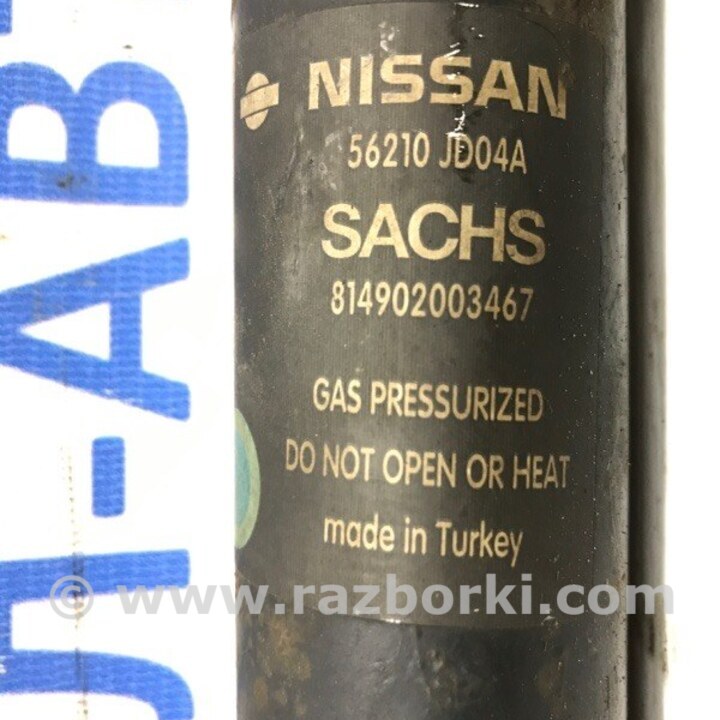 NISSAN
56210 JD04A
SACHS
814902003467
GAS PRESSURIZED
DO NOT OPEN OR HEAT
made in Turkey
© www.razborki.com